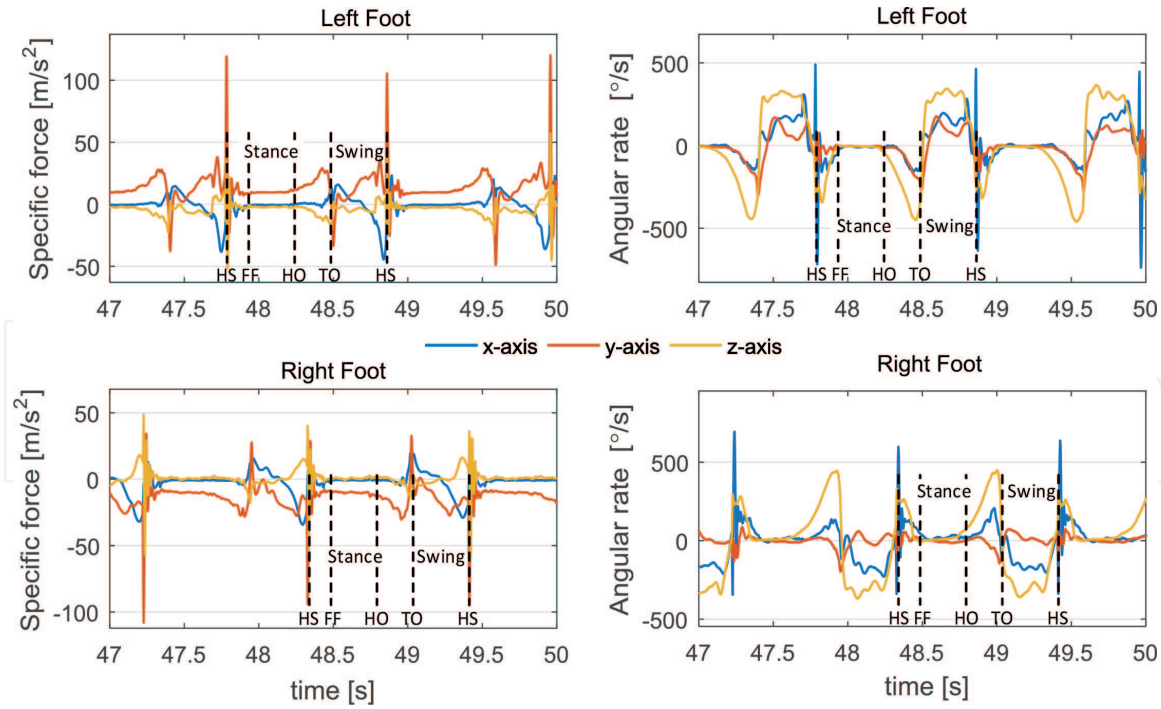 Left Foot
Specific force [m/s²]
100
50
0
-50
Stance
Swing
HS FF HO TO HS
47 47.5 48 48.5 49 49.5 50
Left Foot
Angular rate [°/s]
500
0
-500
Stance
Swing
HS FF HO TO HS
47 47.5 48 48.5 49 49.5 50
x-axis y-axis z-axis
Right Foot
Specific force [m/s²]
50
0
-50
-100
Stance
Swing
HS FF HO TO HS
47 47.5 48 48.5 49 49.5 50
time [s]
Right Foot
Angular rate [°/s]
500
0
-500
Stance
Swing
HS FF HO TO HS
47 47.5 48 48.5 49 49.5 50
time [s]